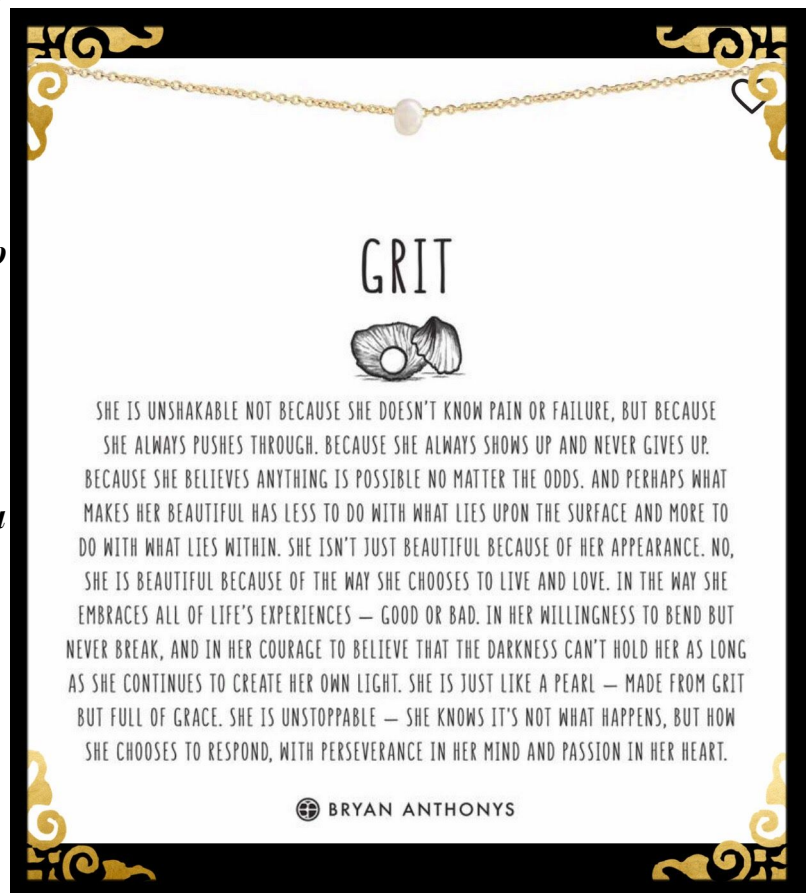 GRIT
SHE IS UNSHAKABLE NOT BECAUSE SHE DOESN'T KNOW PAIN OR FAILURE, BUT BECAUSE
SHE ALWAYS PUSHES THROUGH. BECAUSE SHE ALWAYS SHOWS UP AND NEVER GIVES UP.
BECAUSE SHE BELIEVES ANYTHING IS POSSIBLE NO MATTER THE ODDS. AND PERHAPS WHAT
MAKES HER BEAUTIFUL HAS LESS TO DO WITH WHAT LIES UPON THE SURFACE AND MORE TO
DO WITH WHAT LIES WITHIN. SHE ISN'T JUST BEAUTIFUL BECAUSE OF HER APPEARANCE. NO,
SHE IS BEAUTIFUL BECAUSE OF THE WAY SHE CHOOSES TO LIVE AND LOVE. IN THE WAY SHE
EMBRACES ALL OF LIFE'S EXPERIENCES – GOOD OR BAD. IN HER WILLINGNESS TO BEND BUT
NEVER BREAK, AND IN HER COURAGE TO BELIEVE THAT THE DARKNESS CAN'T HOLD HER AS LONG
AS SHE CONTINUES TO CREATE HER OWN LIGHT. SHE IS JUST LIKE A PEARL – MADE FROM GRIT
BUT FULL OF GRACE. SHE IS UNSTOPPABLE – SHE KNOWS IT'S NOT WHAT HAPPENS, BUT HOW
SHE CHOOSES TO RESPOND, WITH PERSEVERANCE IN HER MIND AND PASSION IN HER HEART.
BRYAN ANTHONYS